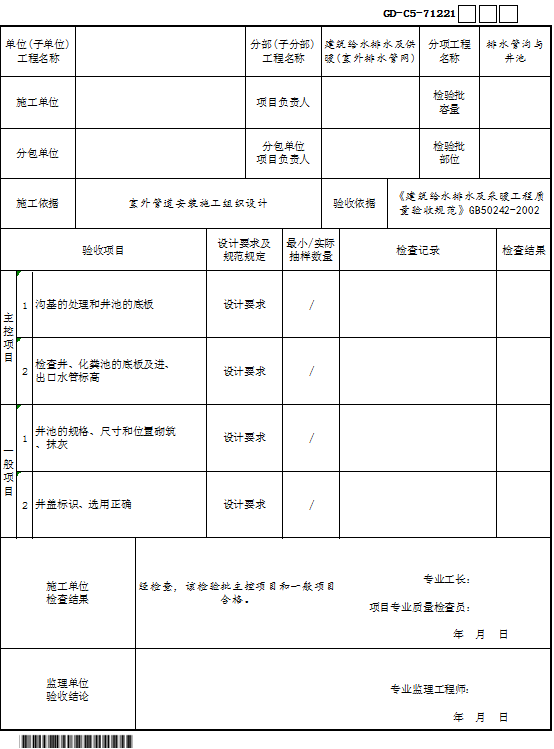 GD-C5-71221
单位(子单位)
工程名称
分部(子分部)
工程名称
建筑给水排水及供
暖(室外排水管网)
分项工程
名称
排水管沟与
井池
施工单位
项目负责人
检验批
容量
分包单位
分包单位
项目负责人
检验批
部位
施工依据
室外管道安装施工组织设计
验收依据
《建筑给水排水及采暖工程质
量验收规范》GB50242-2002
验收项目
设计要求及
规范规定
最小/实际
抽样数量
检查记录
检查结果
主控项目
1 沟基的处理和井池的底板 设计要求 /
2 检查井、化粪池的底板及进、
出口水管标高 设计要求 /
一般项目
1 井池的规格、尺寸和位置砌筑
、抹灰 设计要求 /
2 井盖标识、选用正确 设计要求 /
施工单位
检查结果
经检查，该检验批主控项目和一般项目
合格。
专业工长：
项目专业质量检查员：
年 月 日
监理单位
验收结论
专业监理工程师：
年 月 日